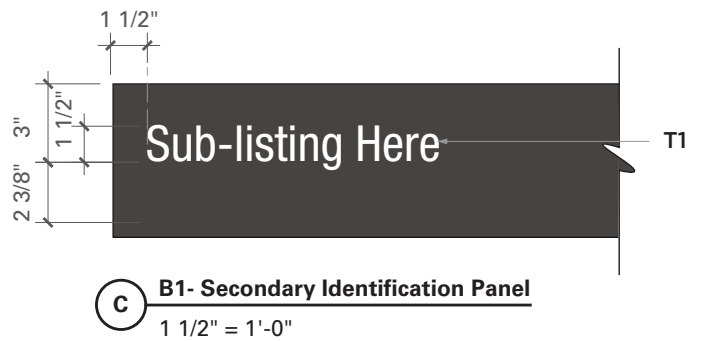 1 1/2"
3"
1 1/2"
2 3/8"
Sub-listing Here
T1
C
B1- Secondary Identification Panel
1 1/2" = 1'-0"